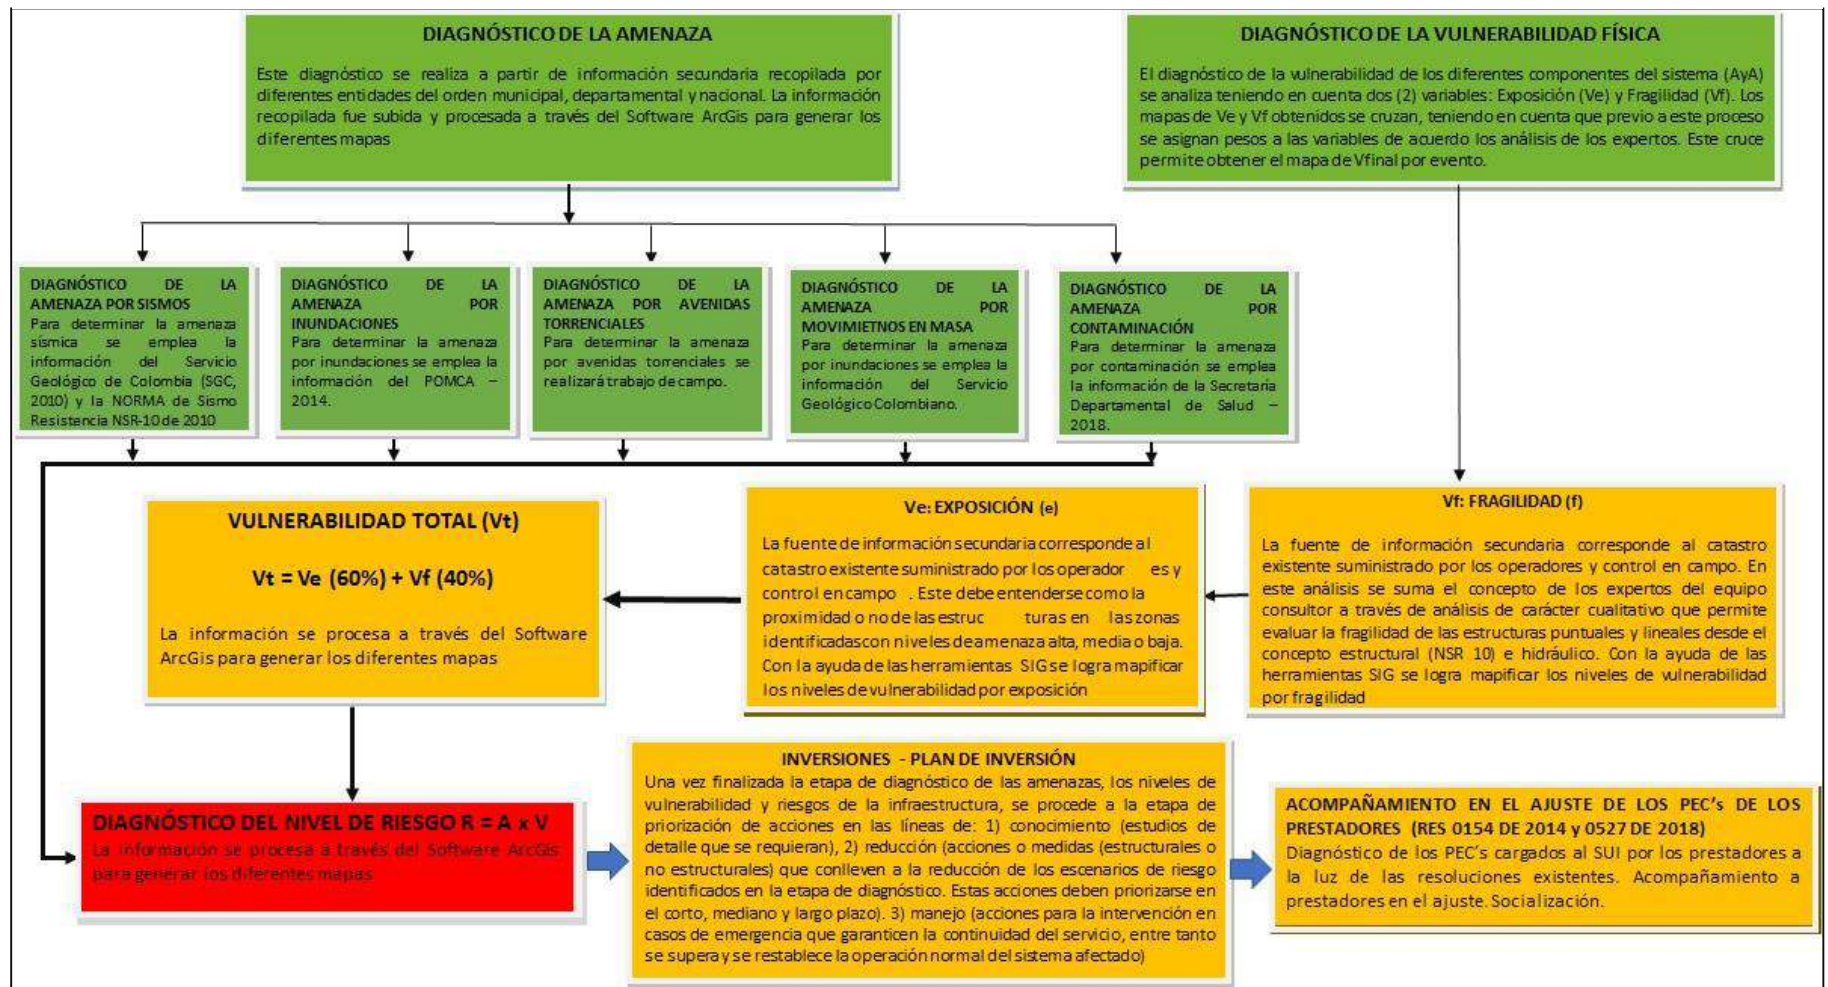 DIAGNÓSTICO DE LA AMENAZA
Este diagnóstico se realiza a partir de información secundaria recopilada por
diferentes entidades del orden municipal, departamental y nacional. La información
recopilada fue subida y procesada a través del Software ArcGis para generar los
diferentes mapas
DIAGNÓSTICO DE LA VULNERABILIDAD FÍSICA
El diagnóstico de la vulnerabilidad de los diferentes componentes del sistema (AyA)
se analiza teniendo en cuenta dos (2) variables: Exposición (Ve) y Fragilidad (Vf). Los
mapas de Ve y Vf obtenidos se cruzan, teniendo en cuenta que previo a este proceso
se asignan pesos a las variables de acuerdo los análisis de los expertos. Este cruce
permite obtener el mapa de Vfinal por evento.
DIAGNÓSTICO DE LA
AMENAZA POR SISMOS
Para determinar la amenaza
sísmica se emplea la
información del Servicio
Geológico de Colombia (SGC,
2010) y la NORMA de Sismo
Resistencia NSR-10 de 2010
DIAGNÓSTICO DE LA
AMENAZA POR
INUNDACIONES
Para determinar la amenaza
por inundaciones se emplea la
información del POMCA –
2014.
DIAGNÓSTICO DE LA
AMENAZA POR AVENIDAS
TORRENCIALES
Para determinar la amenaza
por avenidas torrenciales se
realizará trabajo de campo.
DIAGNÓSTICO DE LA
AMENAZA POR
MOVIMIETNOS EN MASA
Para determinar la amenaza
por inundaciones se emplea la
información del Servicio
Geológico Colombiano.
DIAGNÓSTICO DE LA
AMENAZA POR
CONTAMINACIÓN
Para determinar la amenaza
por contaminación se emplea
la información de la Secretaría
Departamental de Salud –
2018.
VULNERABILIDAD TOTAL (Vt)
Vt = Ve (60%) + Vf (40%)
La información se procesa a través del Software
ArcGis para generar los diferentes mapas
Ve: EXPOSICIÓN (e)
La fuente de información secundaria corresponde al
catastro existente suministrado por los operador es y
control en campo . Este debe entenderse como la
proximidad o no de las estruc turas en las zonas
identificadas con niveles de amenaza alta, media o baja.
Con la ayuda de las herramientas SIG se logra mapificar
los niveles de vulnerabilidad por exposición
Vf: FRAGILIDAD (f)
La fuente de información secundaria corresponde al catastro
existente suministrado por los operadores y control en campo. En
este análisis se suma el concepto de los expertos del equipo
consultor a través de análisis de carácter cualitativo que permite
evaluar la fragilidad de las estructuras puntuales y lineales desde el
concepto estructural (NSR 10) e hidráulico. Con la ayuda de las
herramientas SIG se logra mapificar los niveles de vulnerabilidad
por fragilidad
DIAGNÓSTICO DEL NIVEL DE RIESGO R = A x V
La información se procesa a través del Software ArcGis
para generar los diferentes mapas
INVERSIONES - PLAN DE INVERSIÓN
Una vez finalizada la etapa de diagnóstico de las amenazas, los niveles de
vulnerabilidad y riesgos de la infraestructura, se procede a la etapa de
priorización de acciones en las líneas de: 1) conocimiento (estudios de
detalle que se requieran), 2) reducción (acciones o medidas (estructurales o
no estructurales) que conlleven a la reducción de los escenarios de riesgo
identificados en la etapa de diagnóstico. Estas acciones deben priorizarse en
el corto, mediano y largo plazo). 3) manejo (acciones para la intervención en
casos de emergencia que garanticen la continuidad del servicio, entre tanto
se supera y se restablece la operación normal del sistema afectado)
ACOMPAÑAMIENTO EN EL AJUSTE DE LOS PEC's DE LOS
PRESTADORES (RES 0154 DE 2014 y 0527 DE 2018)
Diagnóstico de los PEC's cargados al SUI por los prestadores a
la luz de las resoluciones existentes. Acompañamiento a
prestadores en el ajuste. Socialización.